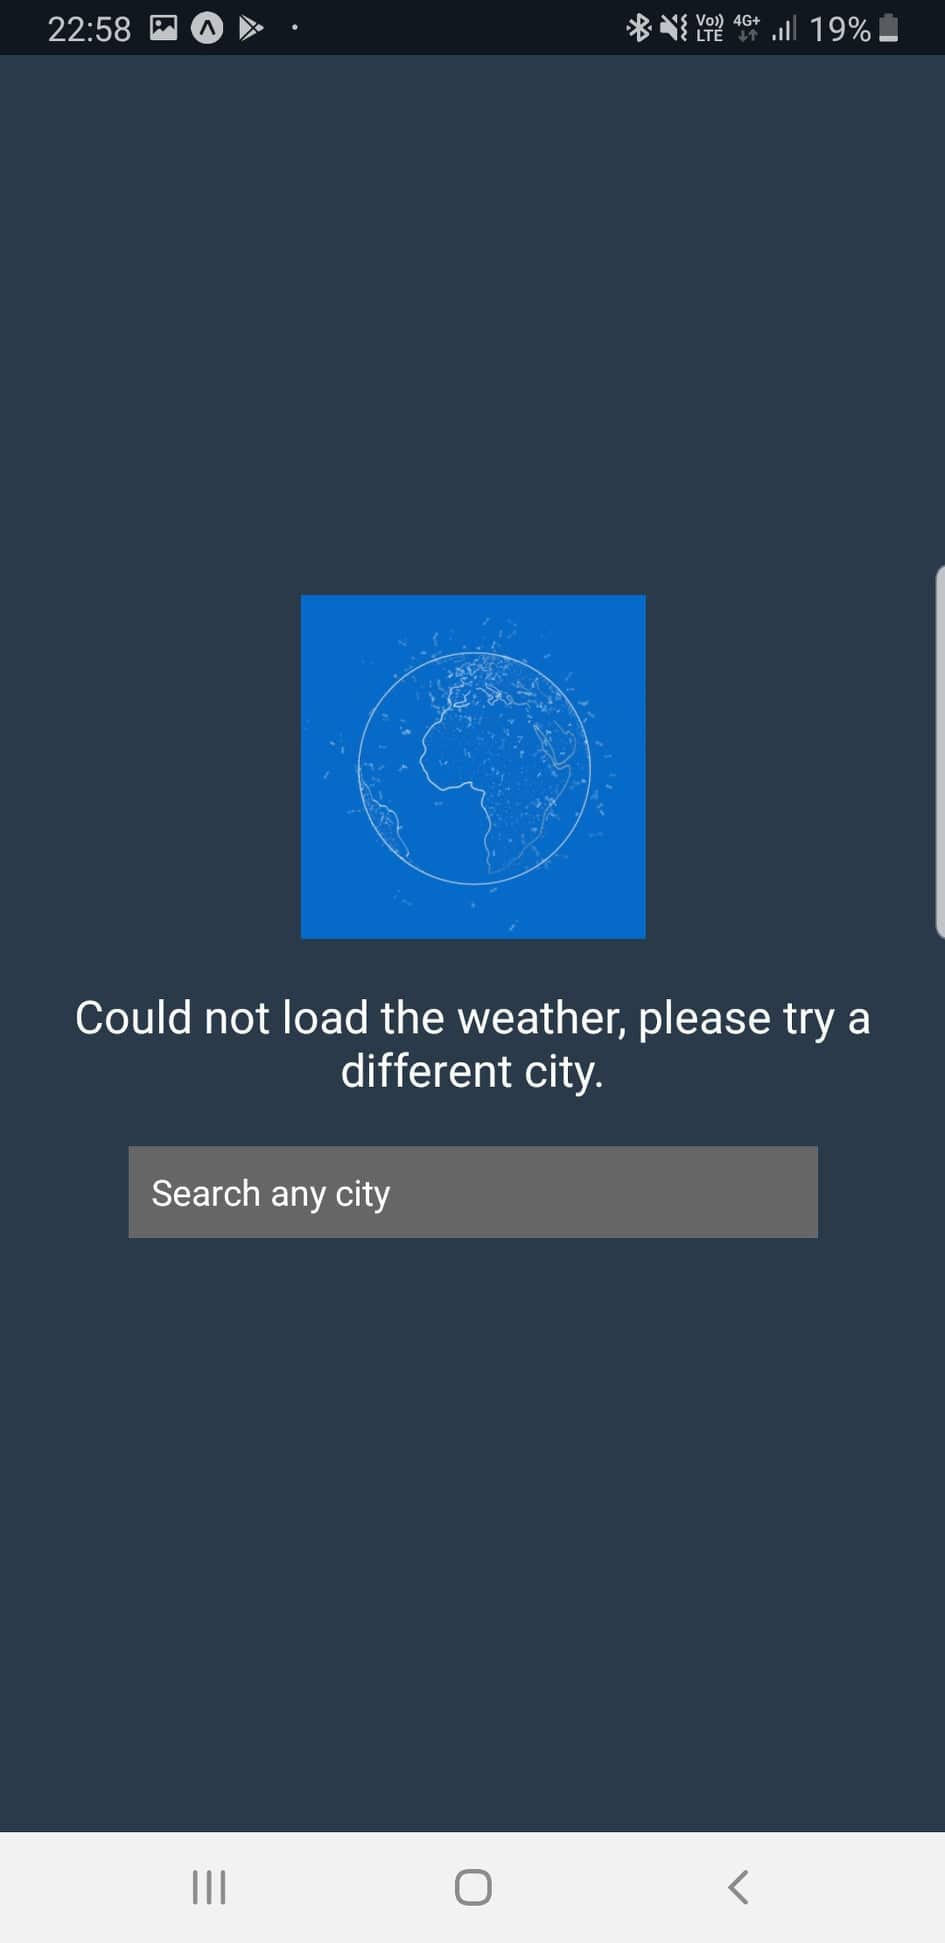 22:58 Vo)) LTE 4G+ 19%
Could not load the weather, please try a
different city.
Search any city